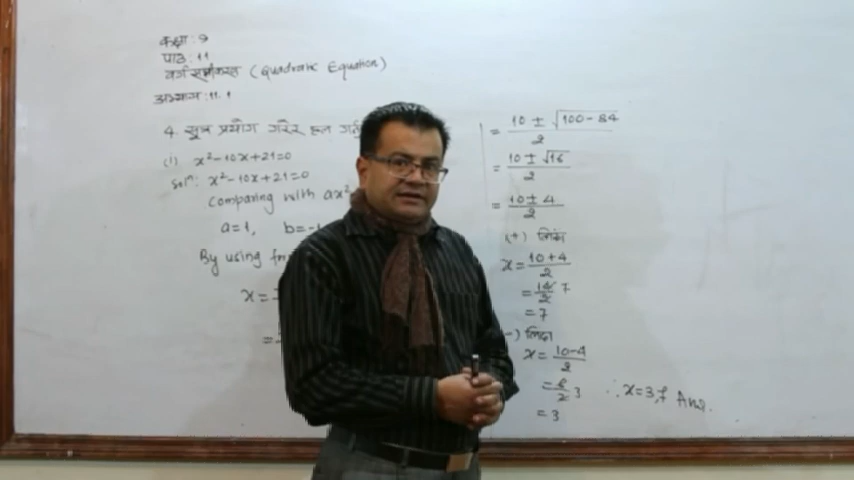 कक्षा : 9
पाठ : 11
वर्ग समीकरण (Quadratic Equation)
अभ्यास : 11.1
4. सूत्र प्रयोग गरेर हल गर्नु
(i) x²-10x+21=0
Solⁿ: x²-10x+21=0
Comparing with ax²
a=1, b=-1
By using for
x=
=
= 10 ± √100-84 / 2
= 10 ± √16 / 2
= 10 ± 4 / 2
(+) लिंदा
x = 10+4 / 2
= 14 / 2 7
= 7
(-) लिंदा
x = 10-4 / 2
= 6 / 2 3
= 3
∴ x=3,7 Ans.